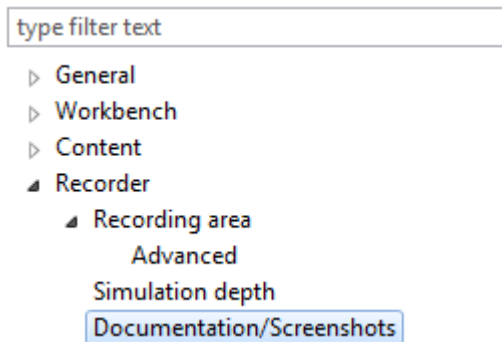 type filter text
General
Workbench
Content
Recorder
Recording area
Advanced
Simulation depth
Documentation/Screenshots